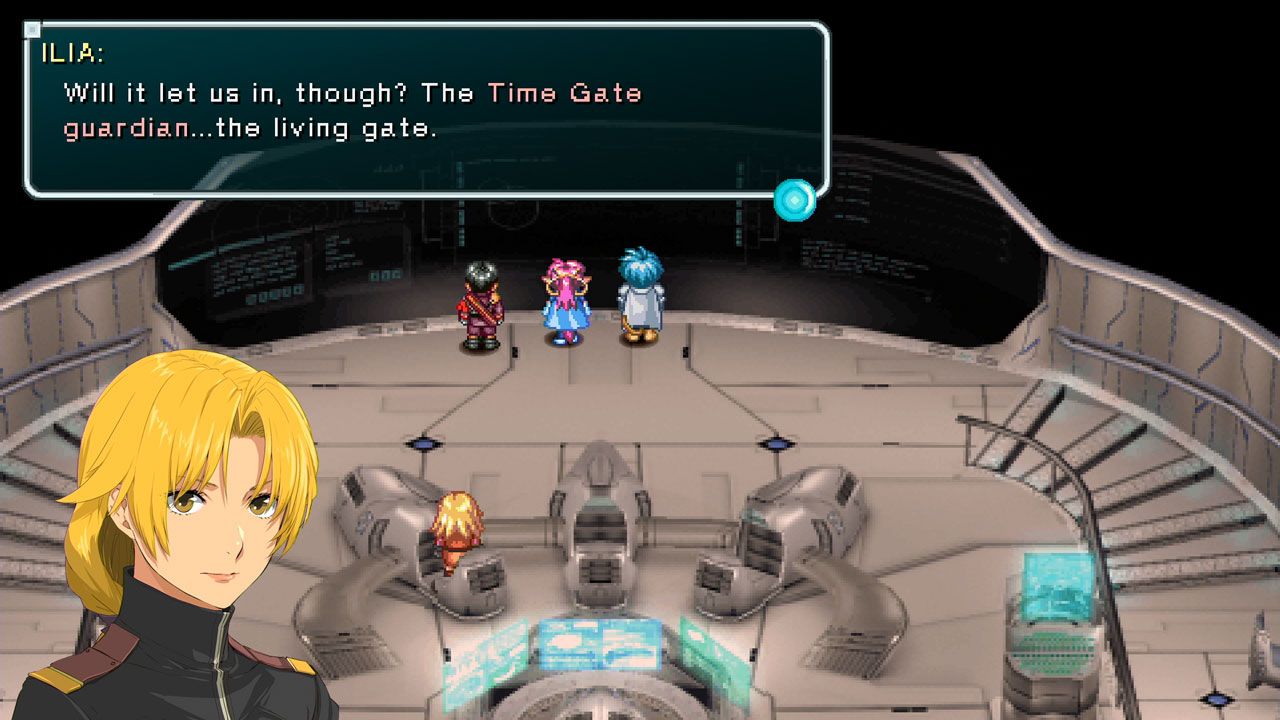 ILIA:
Will it let us in, though? The Time Gate
guardian...the living gate.